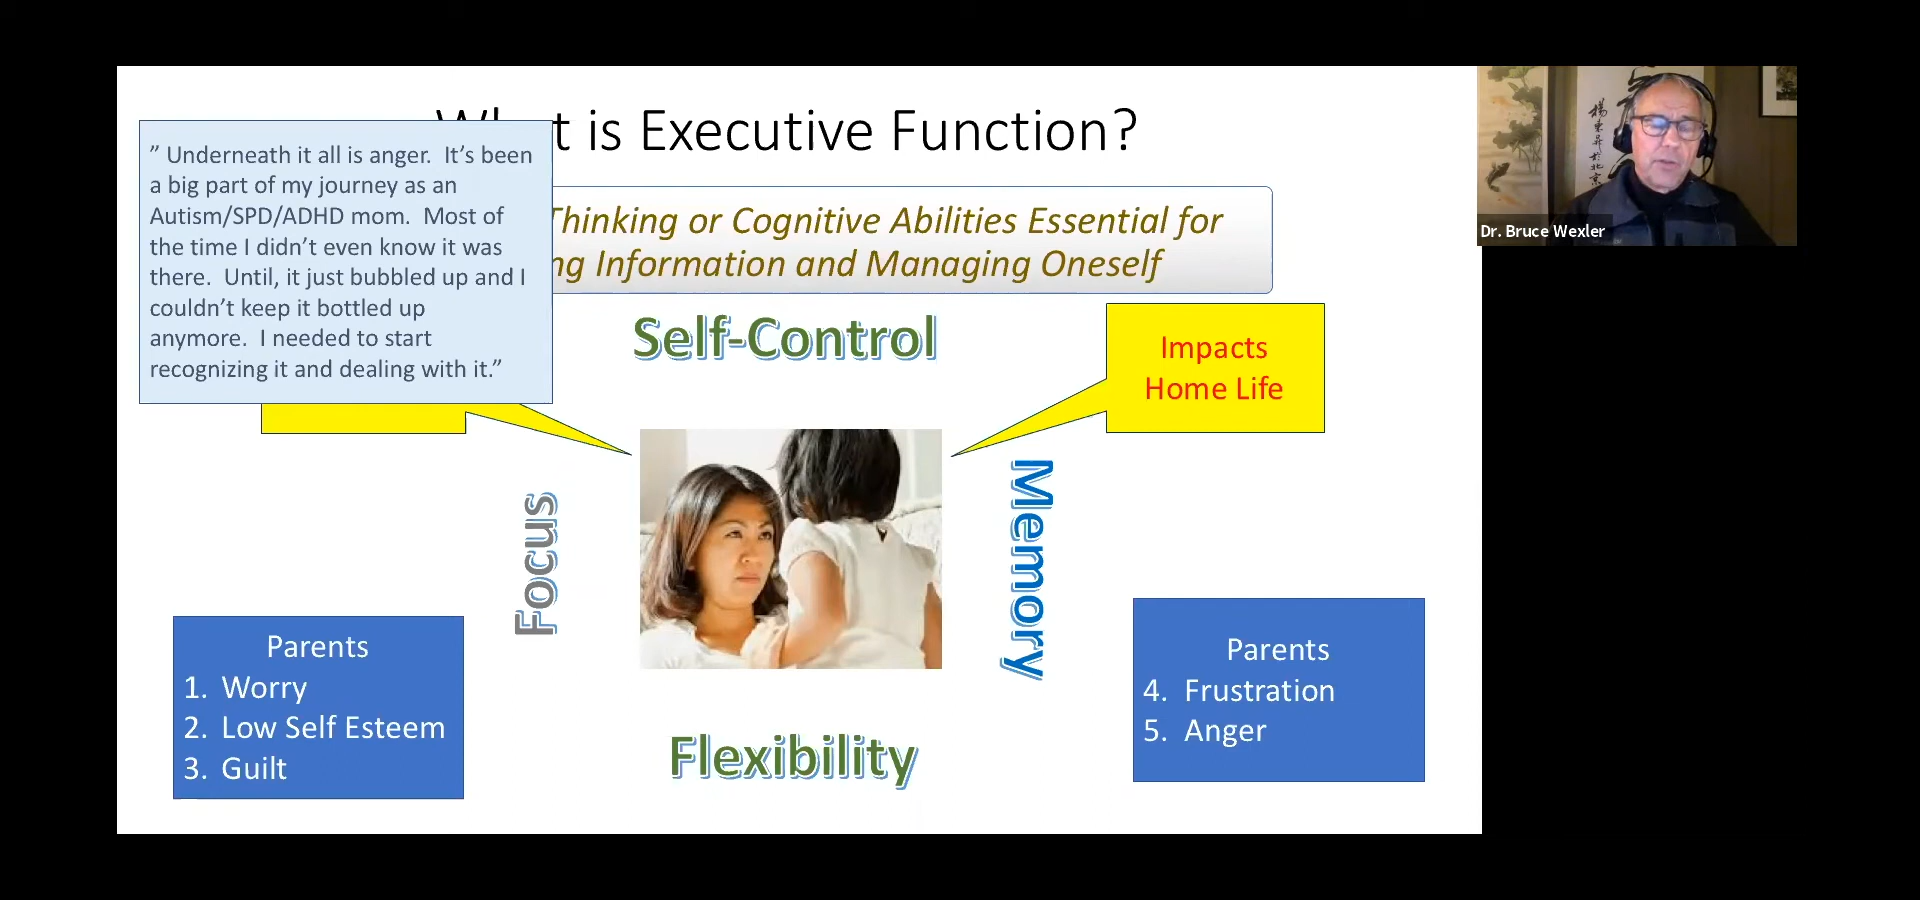 What is Executive Function?
” Underneath it all is anger. It’s been
a big part of my journey as an
Autism/SPD/ADHD mom. Most of
the time I didn’t even know it was
there. Until, it just bubbled up and I
couldn’t keep it bottled up
anymore. I needed to start
recognizing it and dealing with it.”
Thinking or Cognitive Abilities Essential for
ng Information and Managing Oneself
Self-Control
Impacts
Home Life
Focus
Memory
Flexibility
Parents
1. Worry
2. Low Self Esteem
3. Guilt
Parents
4. Frustration
5. Anger
Dr. Bruce Wexler